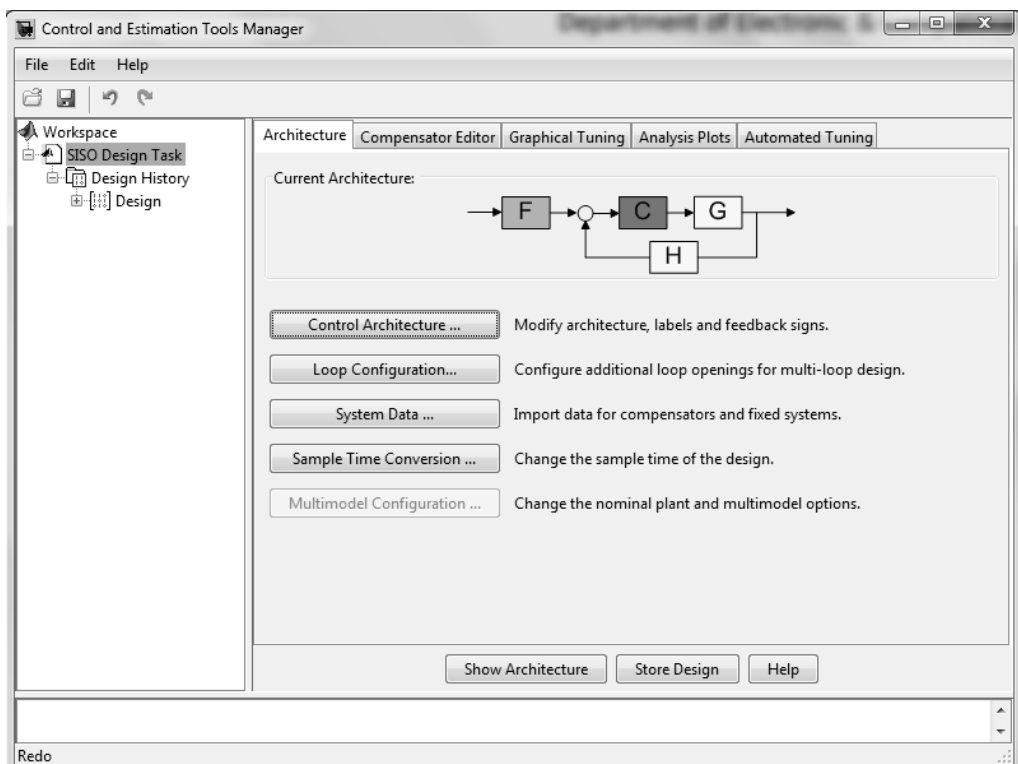 Control and Estimation Tools Manager
Department of Electronic &
File Edit Help
Workspace
SISO Design Task
Design History
Design
Architecture Compensator Editor Graphical Tuning Analysis Plots Automated Tuning
Current Architecture:
F C G
H
Control Architecture ... Modify architecture, labels and feedback signs.
Loop Configuration... Configure additional loop openings for multi-loop design.
System Data ... Import data for compensators and fixed systems.
Sample Time Conversion ... Change the sample time of the design.
Multimodel Configuration ... Change the nominal plant and multimodel options.
Show Architecture Store Design Help
Redo